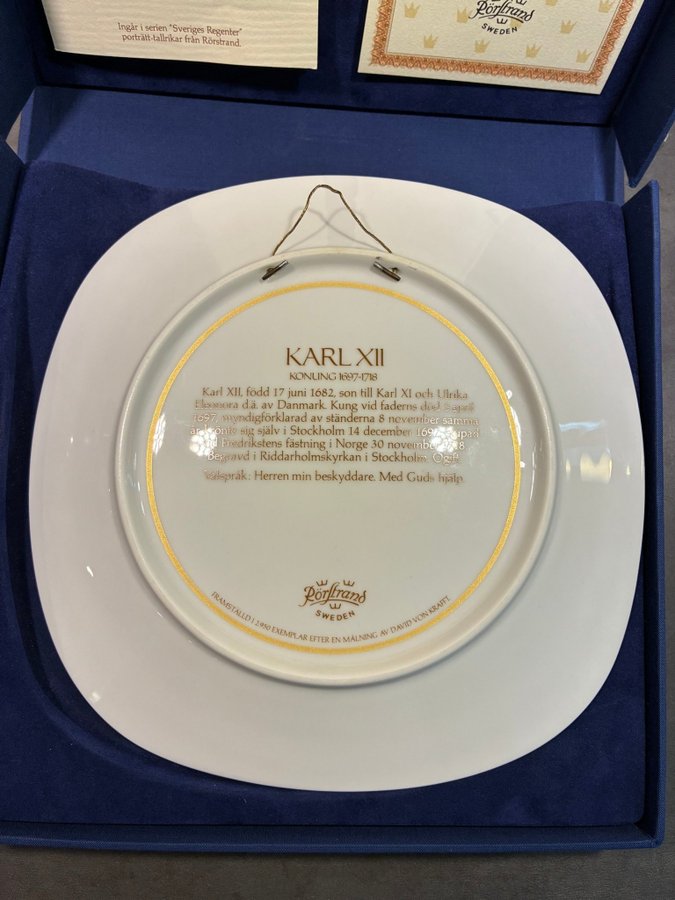 Ingår i serien "Sveriges Regenter"
porträtt-tallrikar från Rörstrand.
Rörstrand
SWEDEN
KARL XII
KONUNG 1697-1718
Karl XII, född 17 juni 1682, son till Karl XI och Ulrika
Eleonora d.ä. av Danmark. Kung vid faderns död 5 april
1697, myndigförklarad av ständerna 8 november samma
år, krönte sig själv i Stockholm 14 december 1697. Stupad
vid Fredrikstens fästning i Norge 30 november 1718.
Begravd i Riddarholmskyrkan i Stockholm. Ogift.
Valspråk: Herren min beskyddare. Med Guds hjälp.
Rörstrand
SWEDEN
FRAMSTÄLLD I 2.950 EXEMPLAR EFTER EN MÅLNING AV DAVID VON KRAFFT.